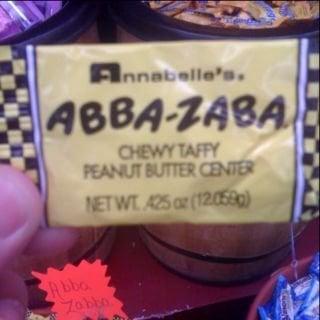 Annabelle's®
ABBA-ZABA
CHEWY TAFFY
PEANUT BUTTER CENTER
NET WT. .425 oz (12.059g)
Abba
Zabba